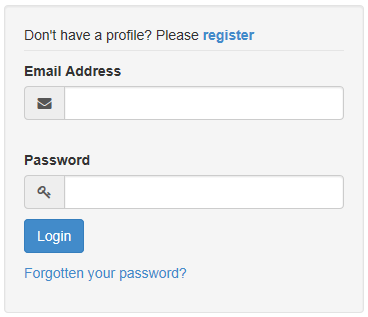 Don't have a profile? Please register
Email Address
Password
Login
Forgotten your password?